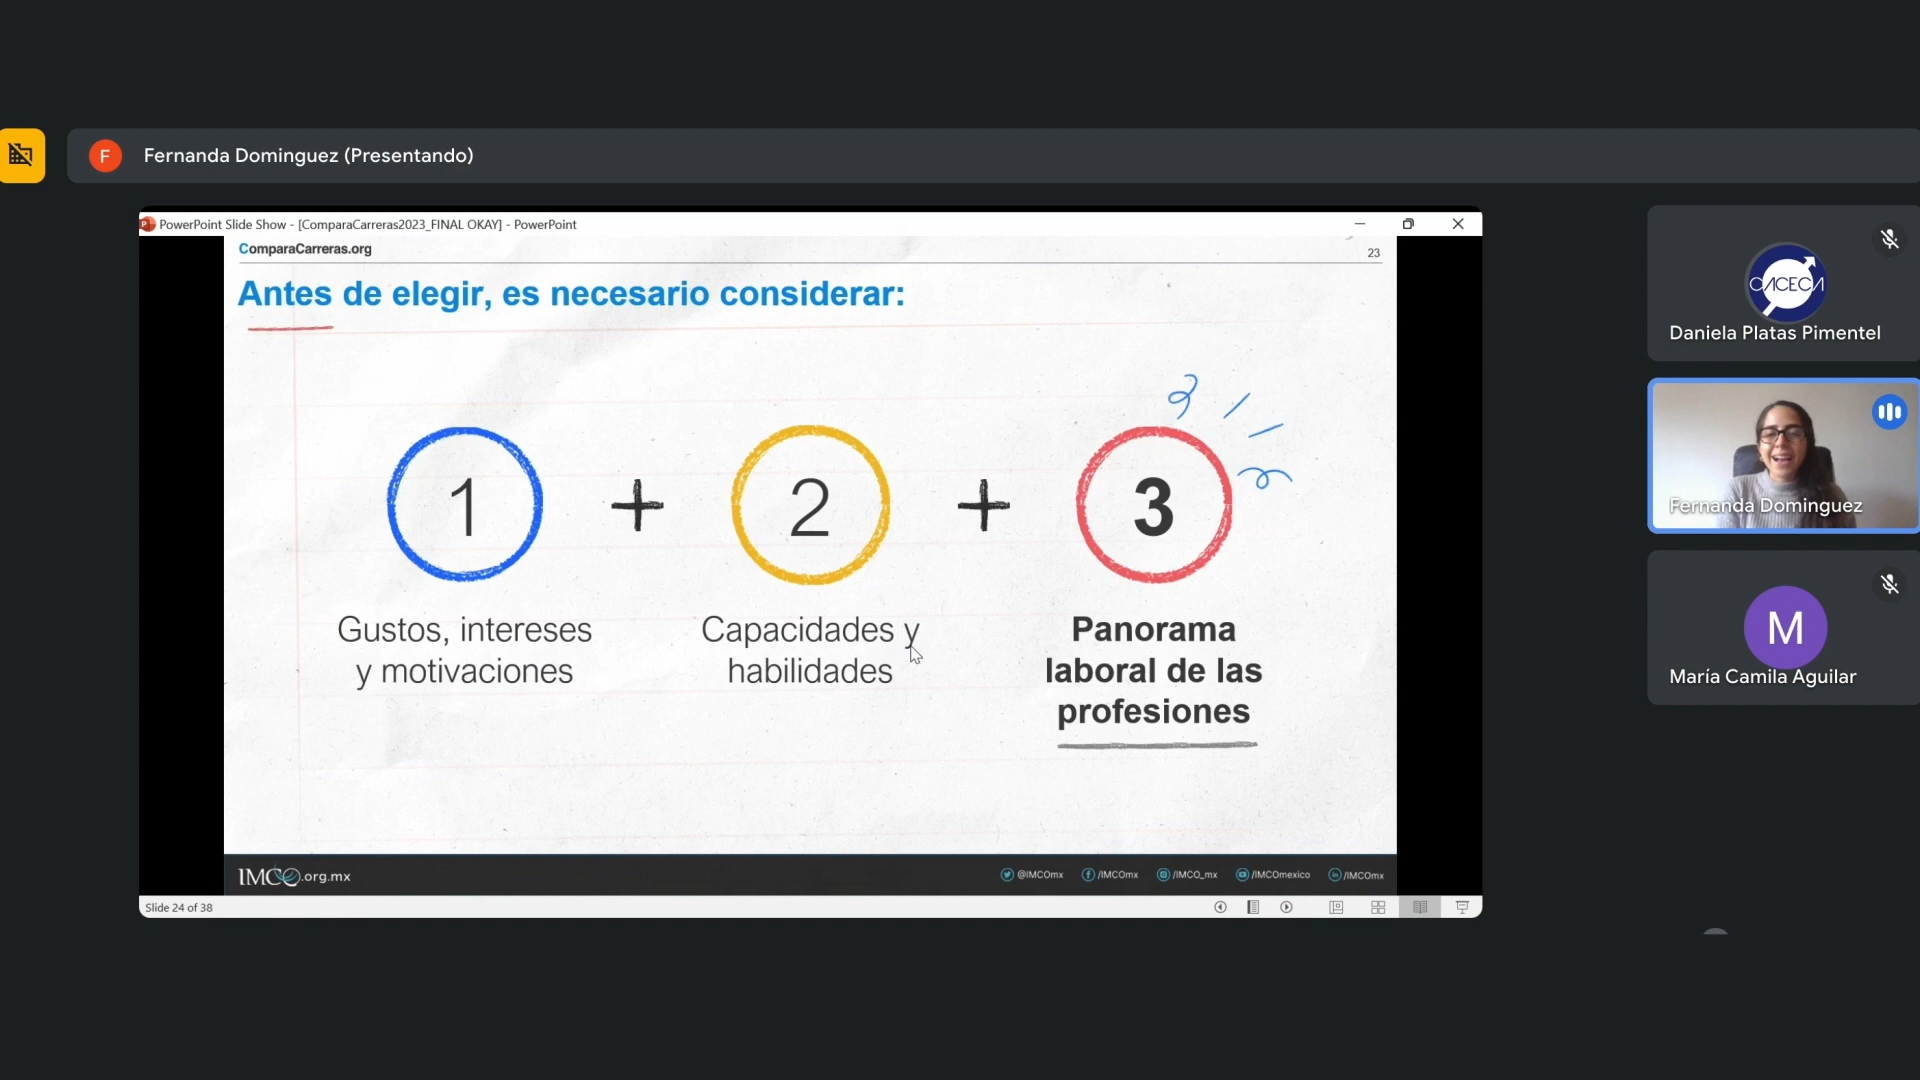 F
Fernanda Dominguez (Presentando)
PowerPoint Slide Show - [ComparaCarreras2023_FINAL OKAY] - PowerPoint
ComparaCarreras.org
23
Antes de elegir, es necesario considerar:
1 + 2 + 3
Gustos, intereses
y motivaciones
Capacidades y
habilidades
Panorama
laboral de las
profesiones
IMCO.org.mx
@IMCOmx
/IMCOmx
/IMCO_mx
/IMCOmexico
/IMCOmx
Slide 24 of 38
CACECA
Daniela Platas Pimentel
Fernanda Dominguez
M
María Camila Aguilar